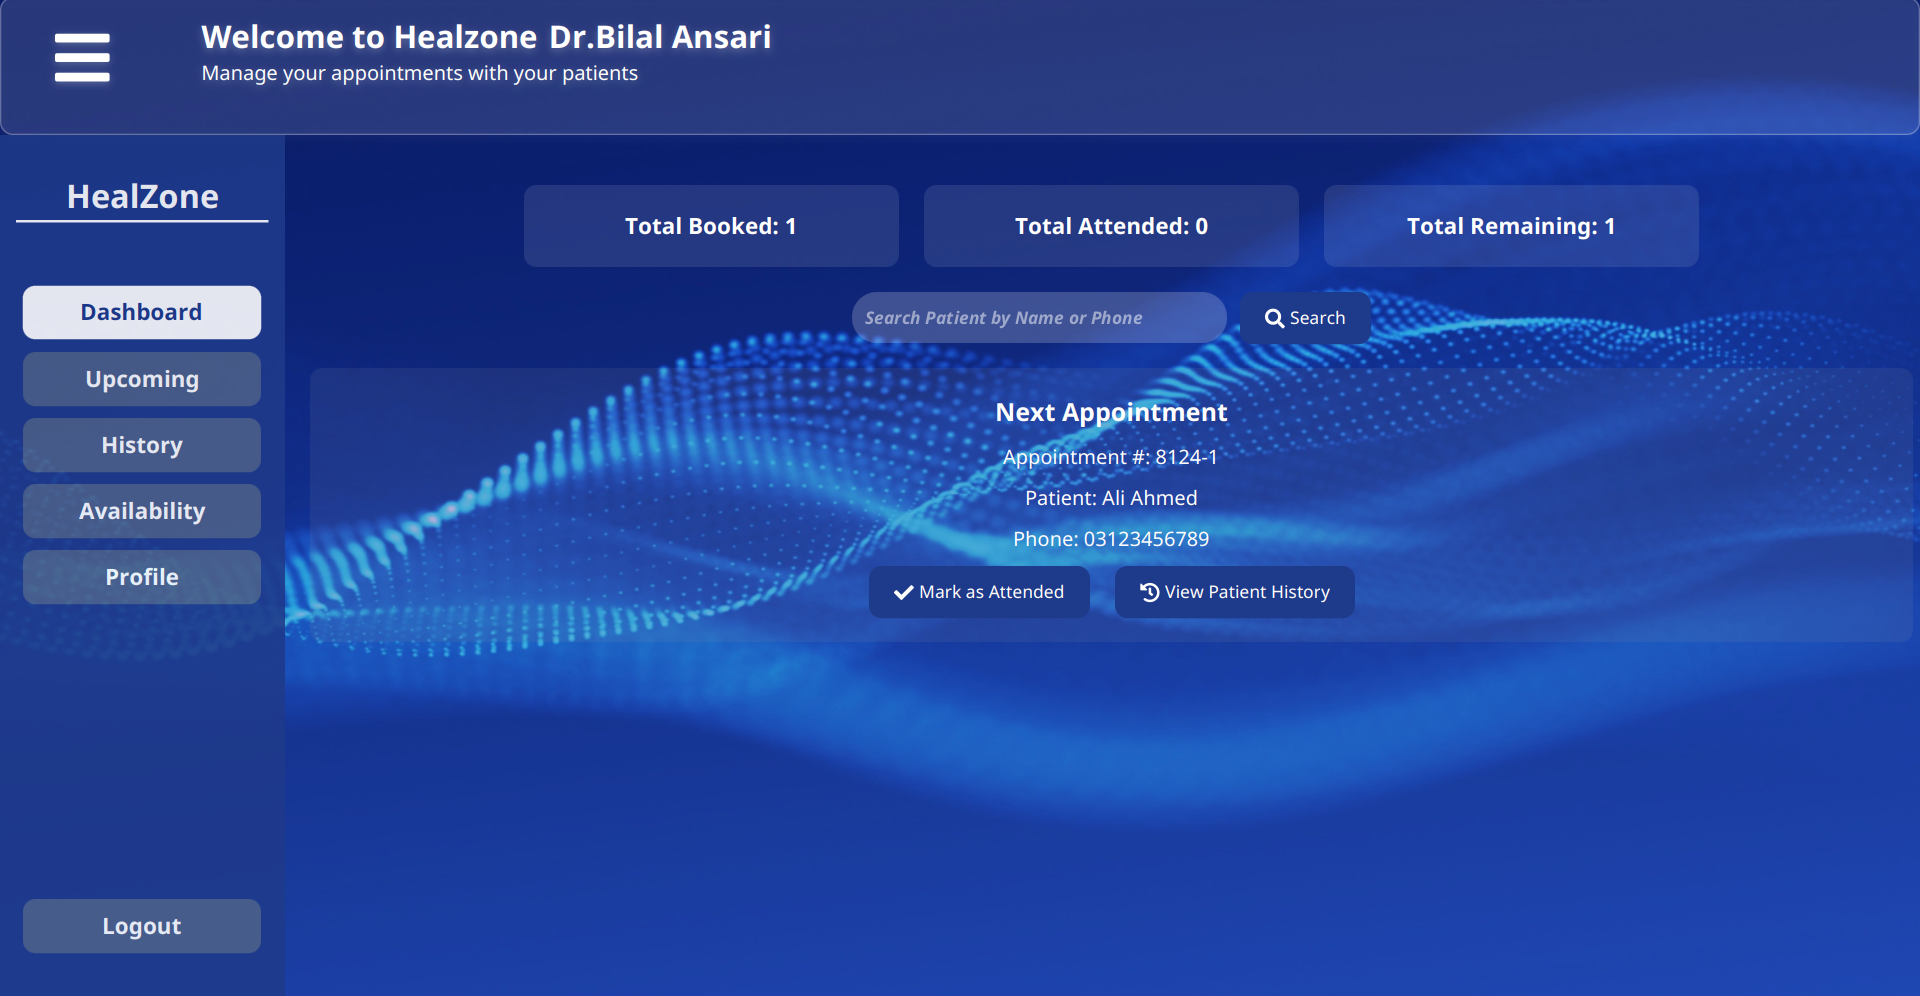 Welcome to Healzone Dr.Bilal Ansari
Manage your appointments with your patients
HealZone
Dashboard
Upcoming
History
Availability
Profile
Logout
Total Booked: 1
Total Attended: 0
Total Remaining: 1
Search Patient by Name or Phone
Search
Next Appointment
Appointment #: 8124-1
Patient: Ali Ahmed
Phone: 03123456789
Mark as Attended
View Patient History